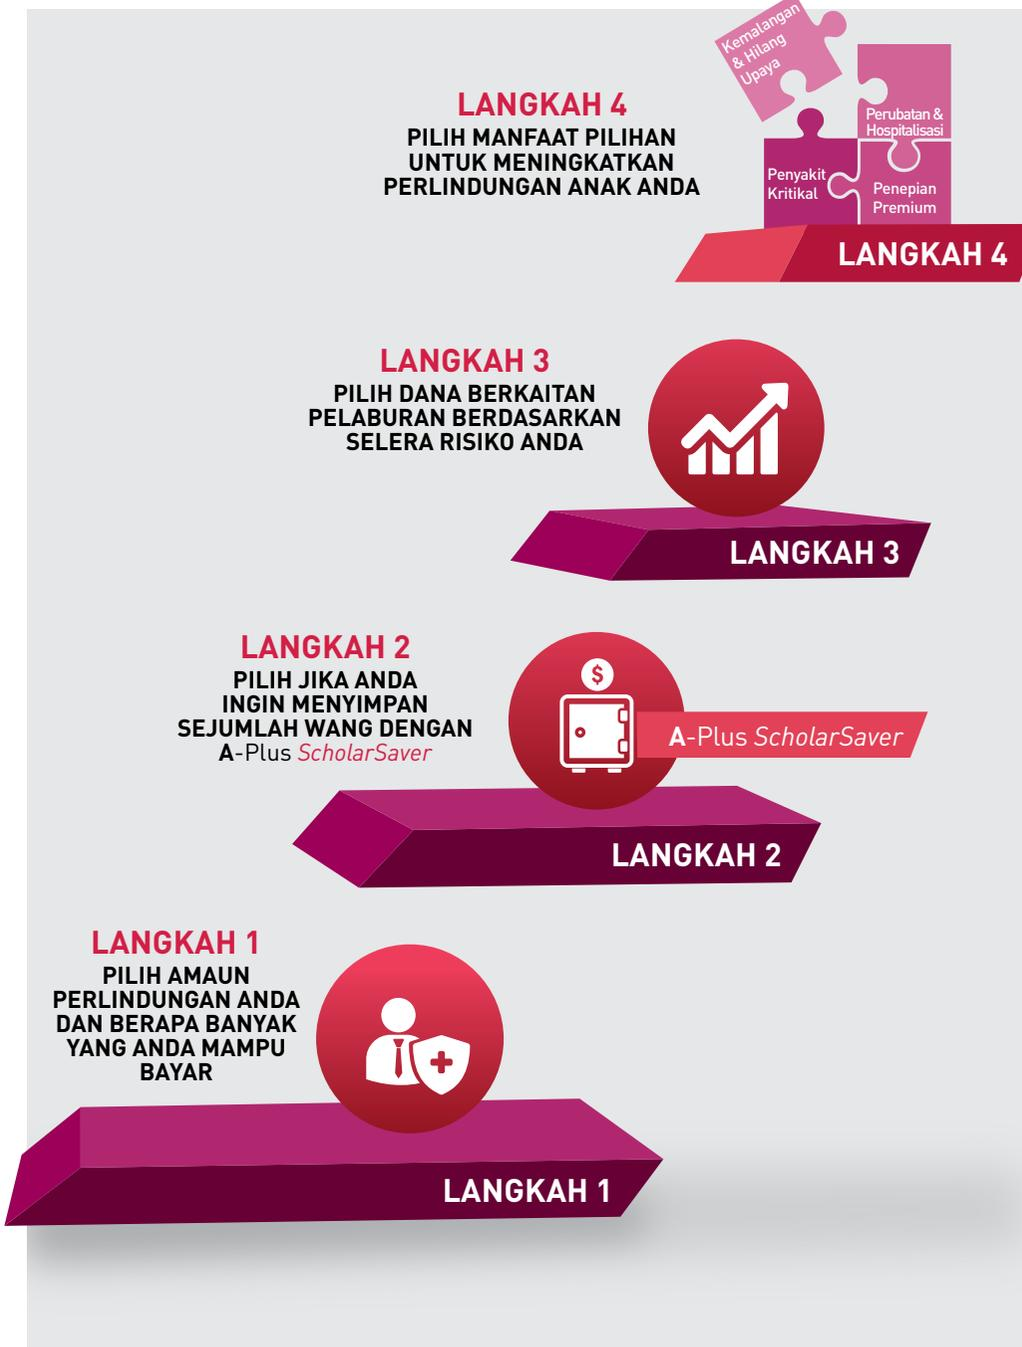 LANGKAH 4
PILIH MANFAAT PILIHAN
UNTUK MENINGKATKAN
PERLINDUNGAN ANAK ANDA
Kemalangan
& Hilang
Upaya
Perubatan &
Hospitalisasi
Penyakit
Kritikal
Penepian
Premium
LANGKAH 4
LANGKAH 3
PILIH DANA BERKAITAN
PELABURAN BERDASARKAN
SELERA RISIKO ANDA
LANGKAH 3
LANGKAH 2
PILIH JIKA ANDA
INGIN MENYIMPAN
SEJUMLAH WANG DENGAN
A-Plus ScholarSaver
$
A-Plus ScholarSaver
LANGKAH 2
LANGKAH 1
PILIH AMAUN
PERLINDUNGAN ANDA
DAN BERAPA BANYAK
YANG ANDA MAMPU
BAYAR
LANGKAH 1